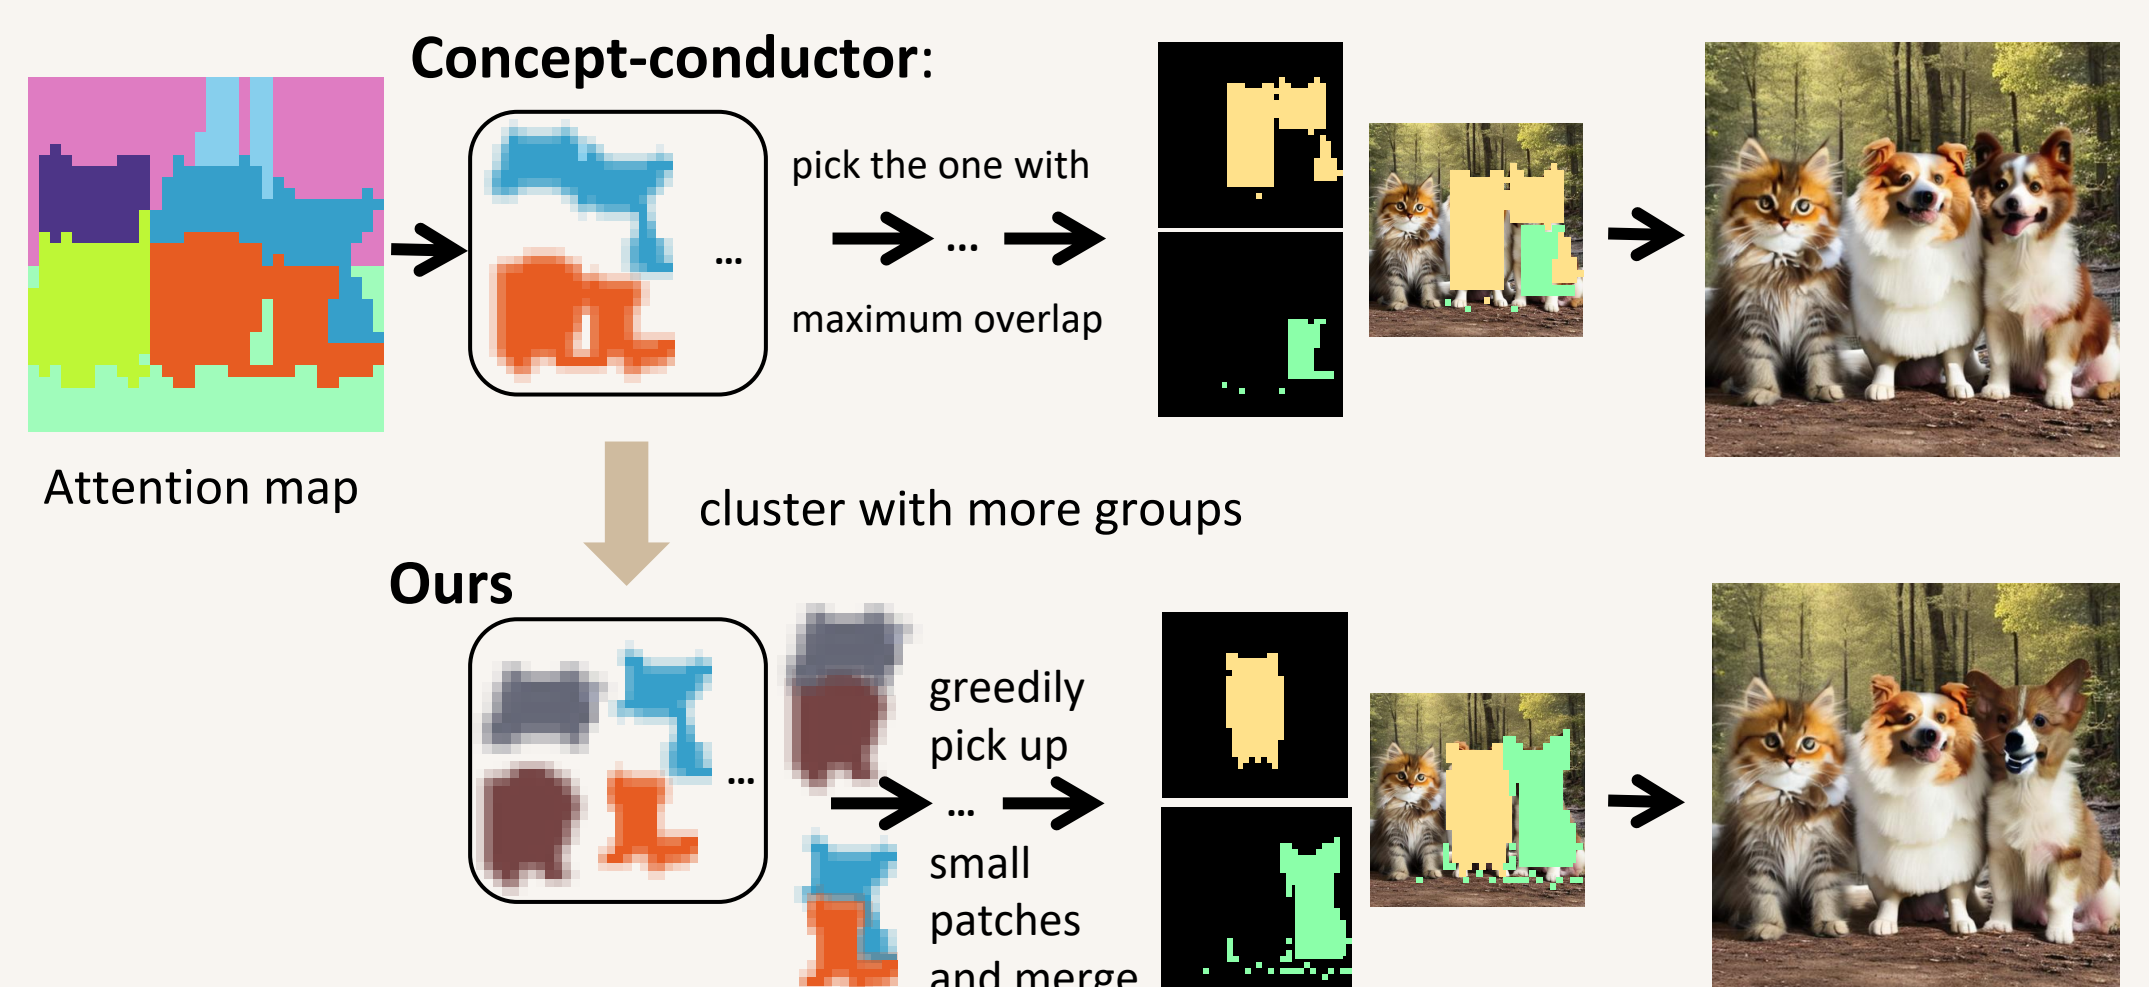 Concept-conductor:
pick the one with
...
...
maximum overlap
Attention map
cluster with more groups
Ours
greedily
pick up
...
...
small
patches
and merge